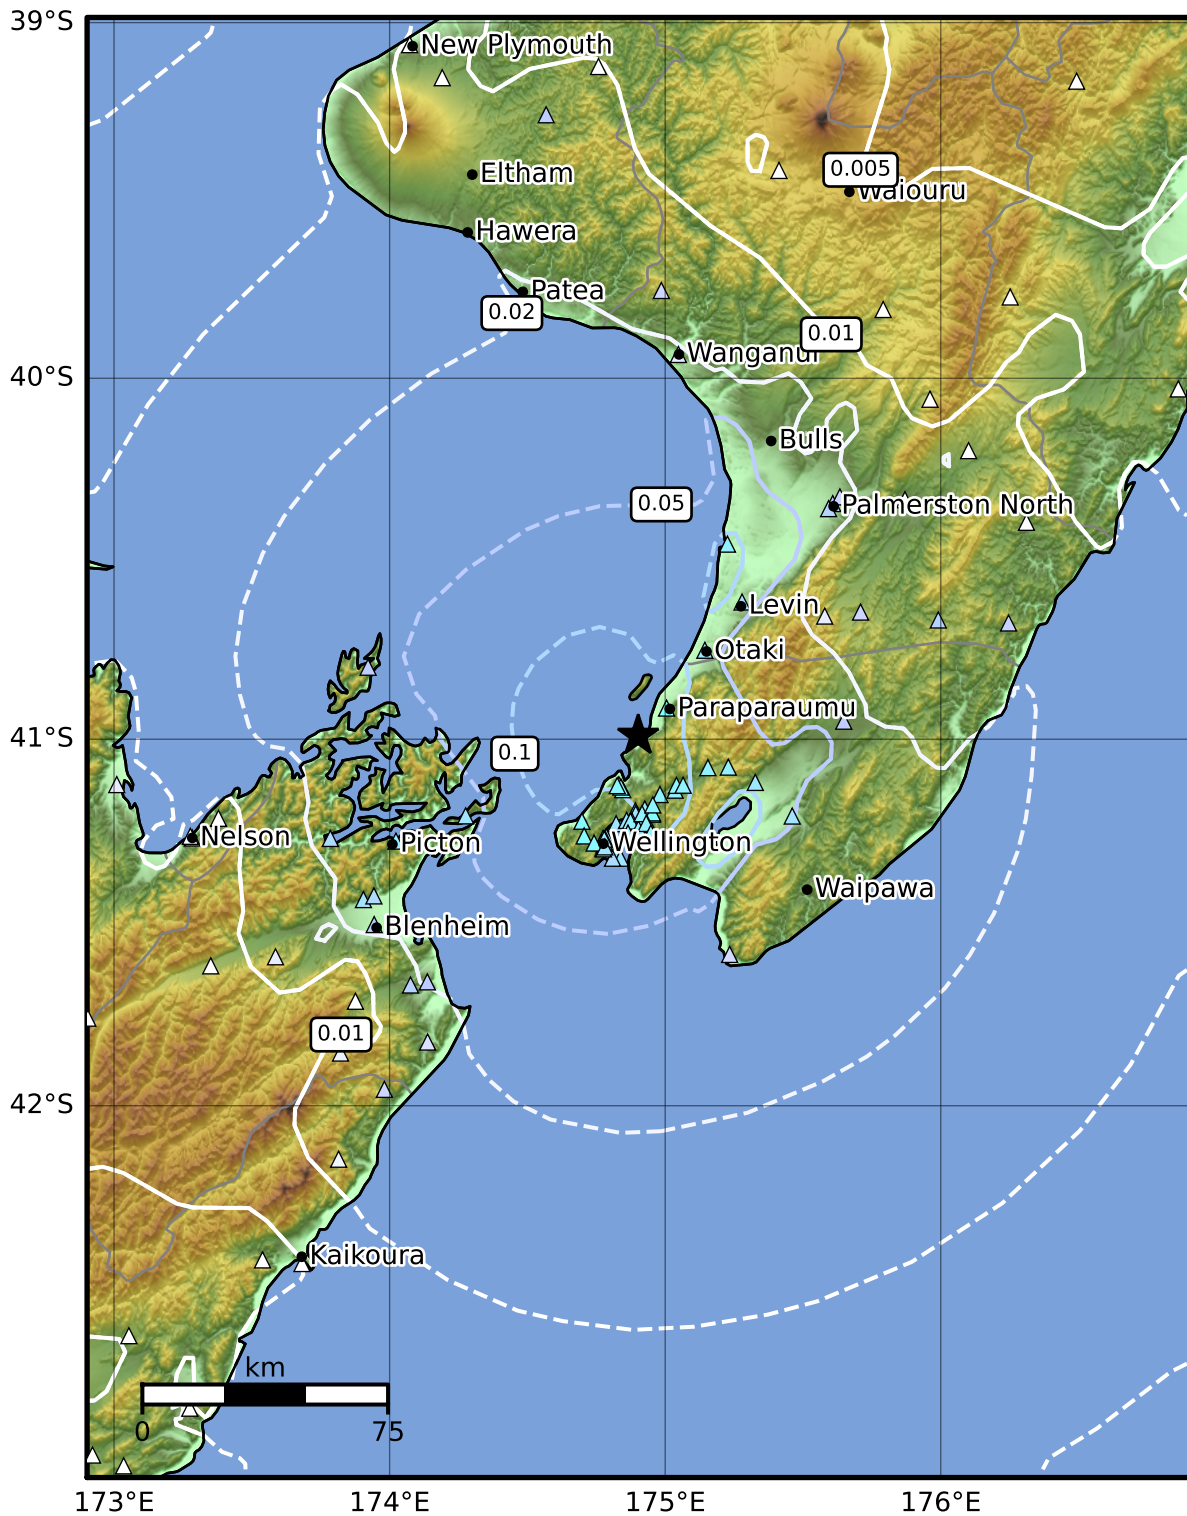 39°S
New Plymouth
Eltham
0.005
Waiouru
Hawera
Patea
0.02
0.01
Wanganui
40°S
Bulls
0.05
Palmerston North
Levin
Otaki
Paraparaumu
41°S
0.1
Nelson
Picton
Wellington
Waipawa
Blenheim
0.01
42°S
Kaikoura
km
0
75
173°E
174°E
175°E
176°E